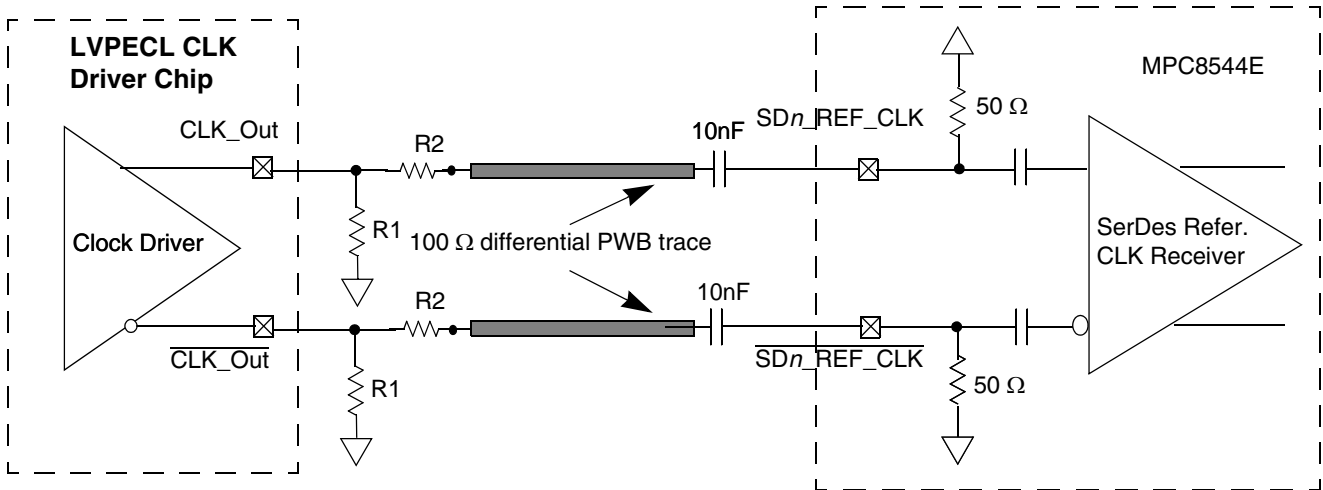 LVPECL CLK
Driver Chip
MPC8544E
CLK_Out
R2
10nF
SDn_REF_CLK
50 Ω
Clock Driver
R1
100 Ω differential PWB trace
SerDes Refer.
CLK Receiver
R2
10nF
CLK_Out
SDn_REF_CLK
R1
50 Ω